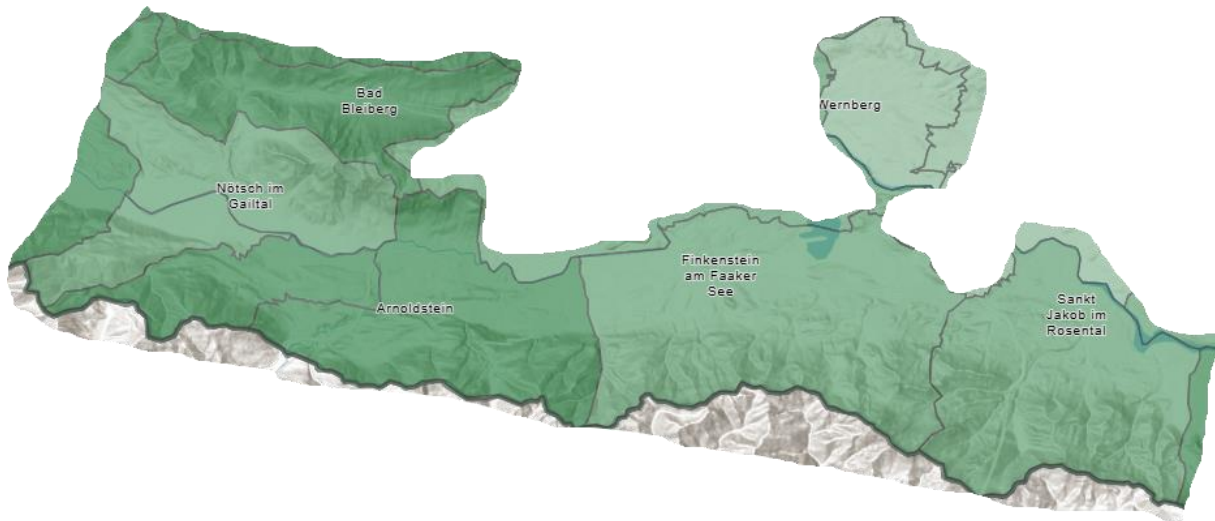 Bad
Bleiberg
Wernberg
Nötsch im
Gailtal
Finkenstein
am Faaker
See
Arnoldstein
Sankt
Jakob im
Rosental